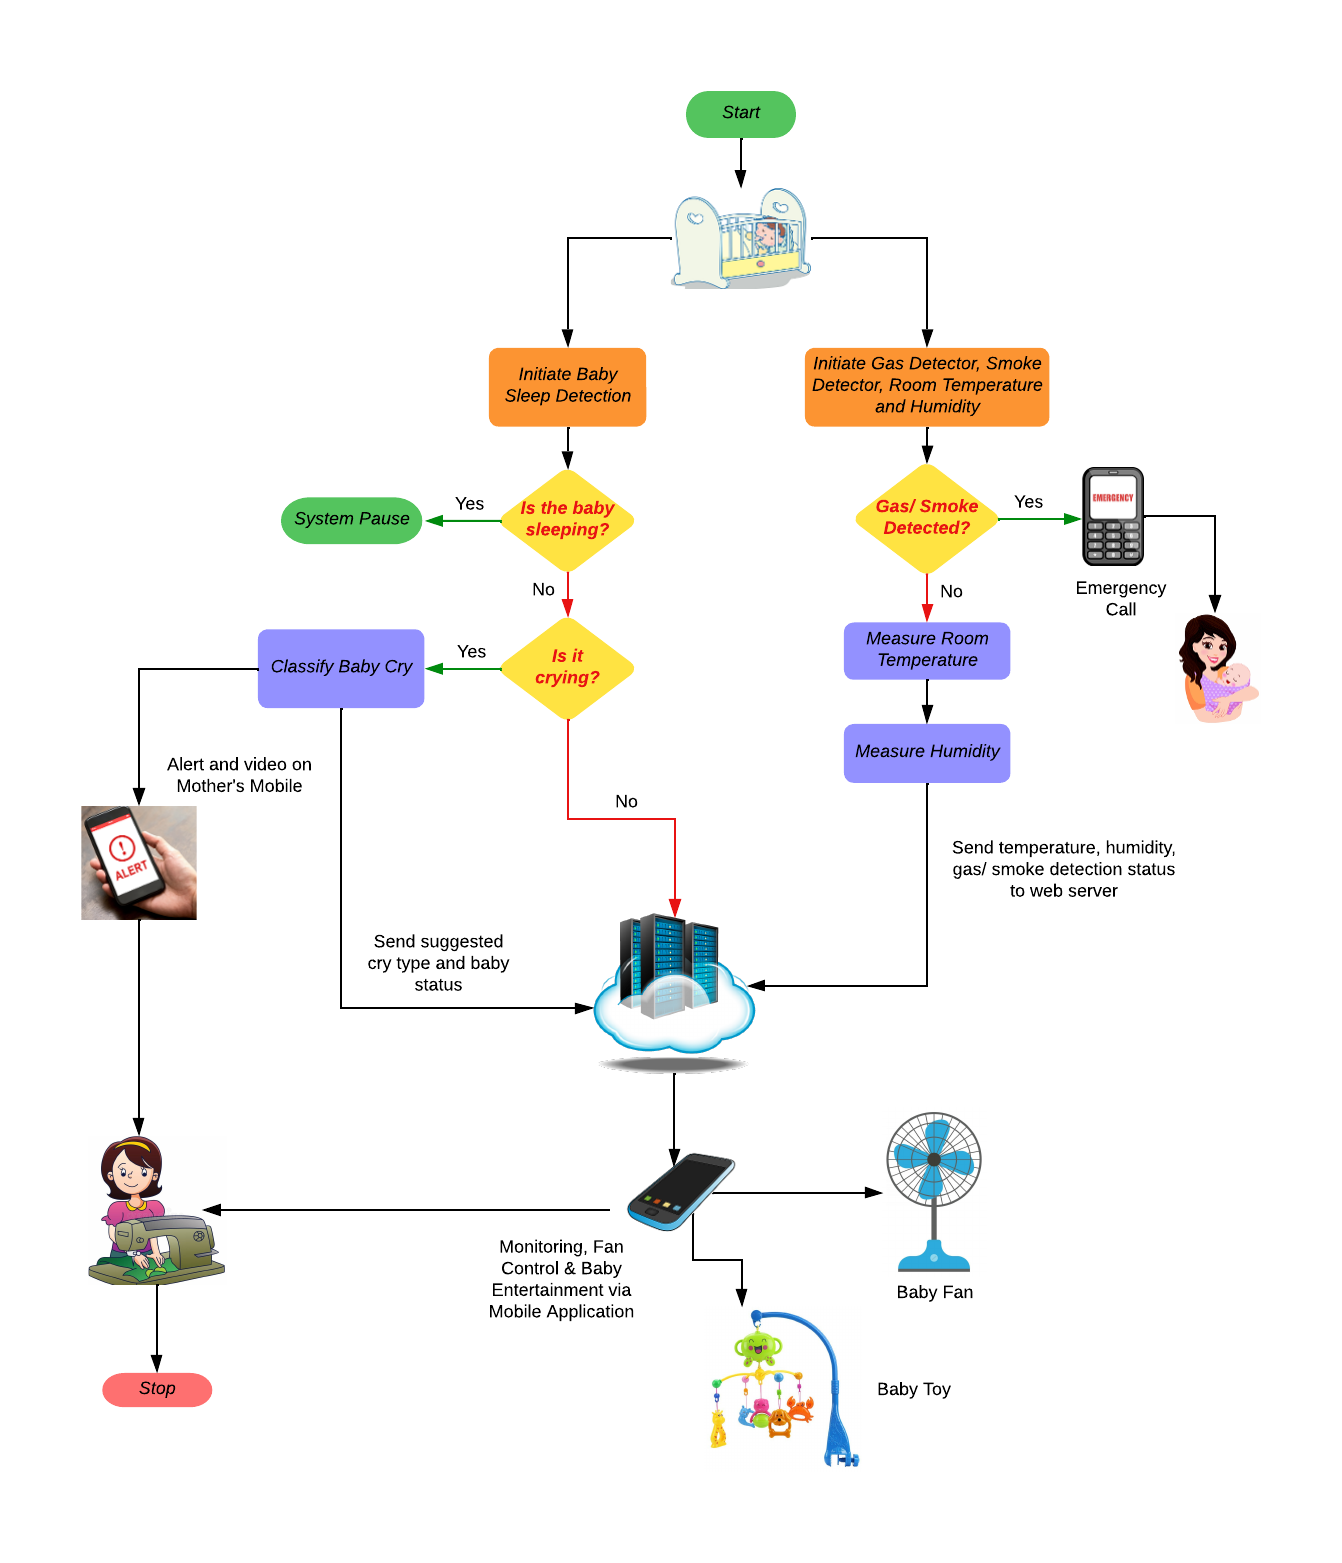 Start
Initiate Baby
Sleep Detection
Initiate Gas Detector, Smoke
Detector, Room Temperature
and Humidity
Is the baby
sleeping?
Yes
System Pause
No
Gas/ Smoke
Detected?
Yes
EMERGENCY
Emergency
Call
No
Is it
crying?
Yes
Classify Baby Cry
Measure Room
Temperature
Measure Humidity
Alert and video on
Mother's Mobile
ALERT
No
Send temperature, humidity,
gas/ smoke detection status
to web server
Send suggested
cry type and baby
status
Monitoring, Fan
Control & Baby
Entertainment via
Mobile Application
Baby Fan
Baby Toy
Stop